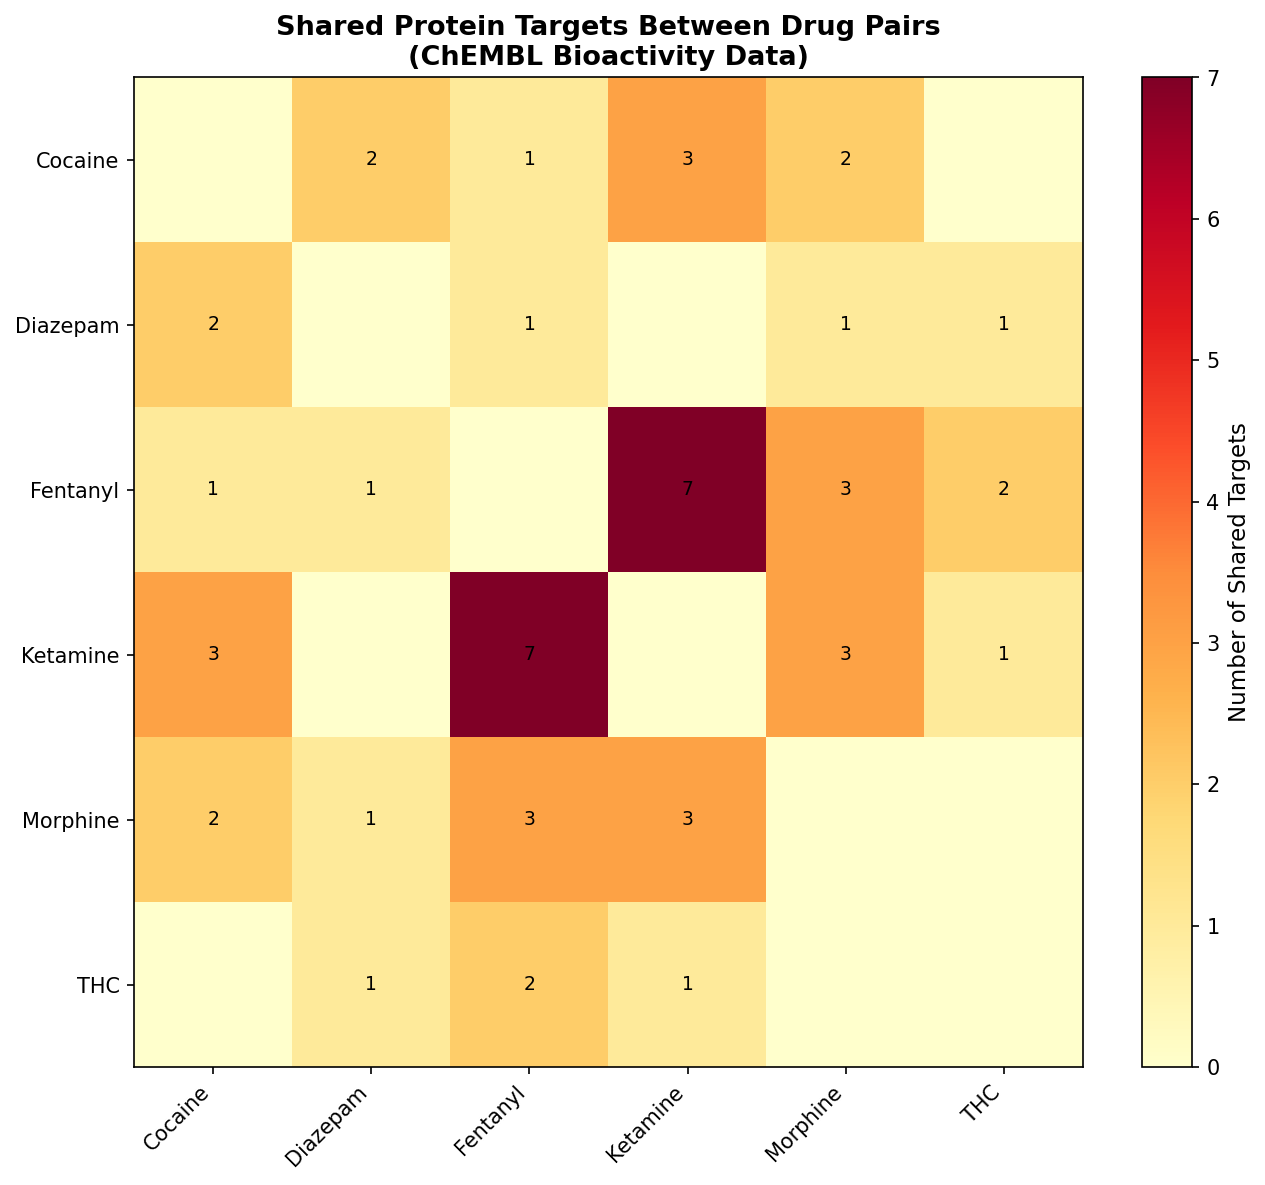 Shared Protein Targets Between Drug Pairs
(ChEMBL Bioactivity Data)
Cocaine 2 1 3 2
Diazepam 2 1 1 1
Fentanyl 1 1 7 3 2
Ketamine 3 7 3 1
Morphine 2 1 3 3
THC 1 2 1
Cocaine Diazepam Fentanyl Ketamine Morphine THC
7
6
5
4
3
2
1
0
Number of Shared Targets